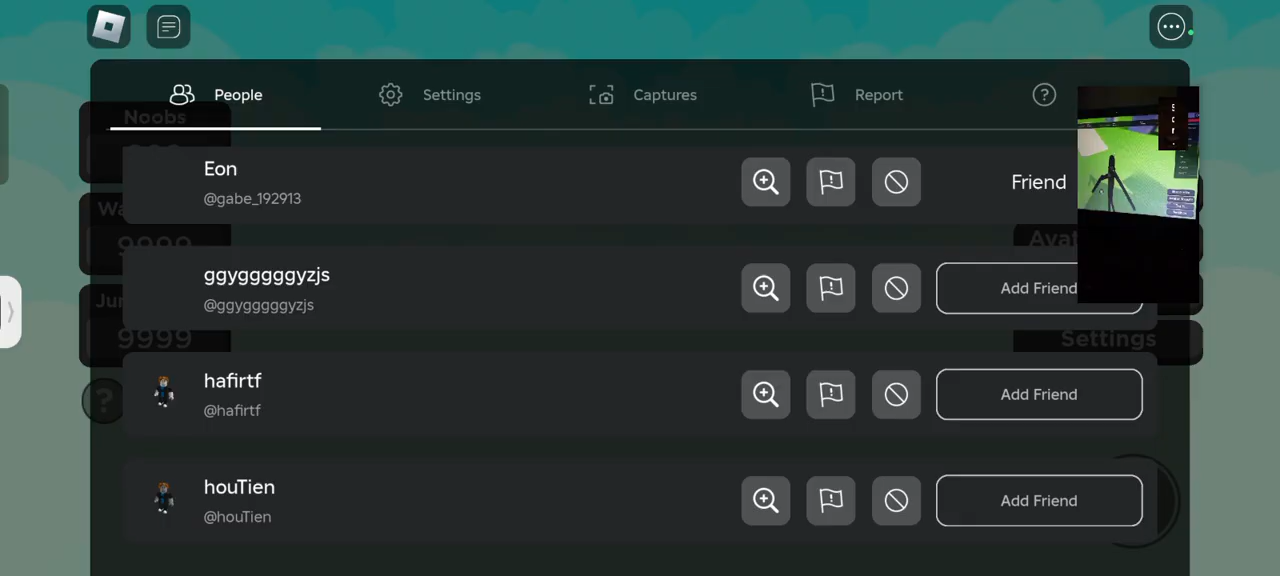 People
Settings
Captures
Report
Noobs
Eon
@gabe_192913
Friend
9999
ggygggggyzjs
@ggygggggyzjs
Add Friend
9999
Settings
hafirtf
@hafirtf
Add Friend
?
houTien
@houTien
Add Friend